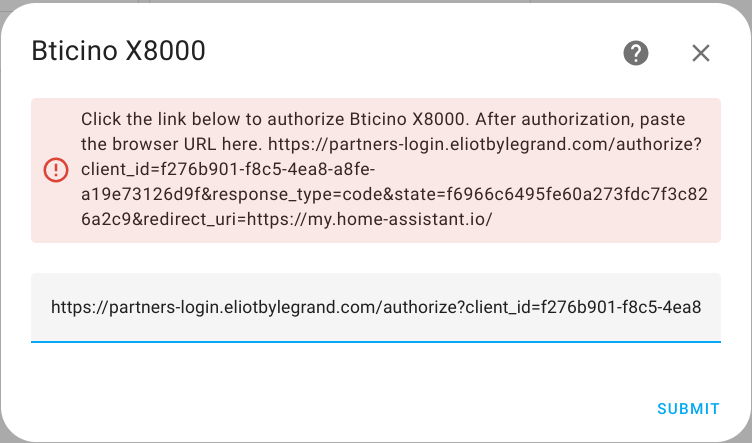 Bticino X8000
Click the link below to authorize Bticino X8000. After authorization, paste
the browser URL here. https://partners-login.eliotbylegrand.com/authorize?
client_id=f276b901-f8c5-4ea8-a8fe-
a19e73126d9f&response_type=code&state=f6966c6495fe60a273fdc7f3c82
6a2c9&redirect_uri=https://my.home-assistant.io/
https://partners-login.eliotbylegrand.com/authorize?client_id=f276b901-f8c5-4ea8
SUBMIT